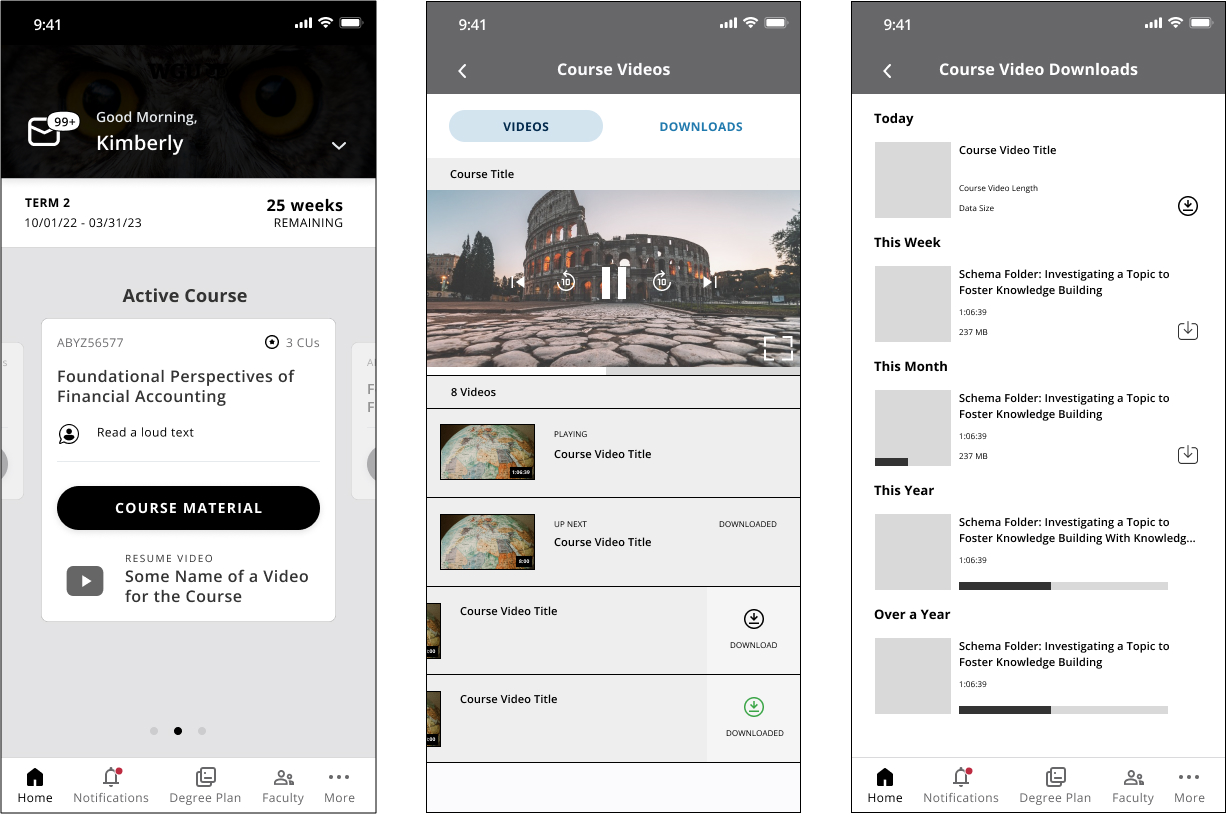 9:41
99+
Good Morning,
Kimberly
TERM 2
10/01/22 - 03/31/23
25 weeks
REMAINING
Active Course
ABYZ56577
3 CUs
Foundational Perspectives of
Financial Accounting
Read a loud text
COURSE MATERIAL
RESUME VIDEO
Some Name of a Video
for the Course
Home
Notifications
Degree Plan
Faculty
More
9:41
Course Videos
VIDEOS
DOWNLOADS
Course Title
10
10
8 Videos
1:06:39
PLAYING
Course Video Title
8:00
UP NEXT
Course Video Title
DOWNLOADED
:00
Course Video Title
DOWNLOAD
:00
Course Video Title
DOWNLOADED
9:41
Course Video Downloads
Today
Course Video Title
Course Video Length
Data Size
This Week
Schema Folder: Investigating a Topic to
Foster Knowledge Building
1:06:39
237 MB
This Month
Schema Folder: Investigating a Topic to
Foster Knowledge Building
1:06:39
237 MB
This Year
Schema Folder: Investigating a Topic to
Foster Knowledge Building With Knowledg...
1:06:39
Over a Year
Schema Folder: Investigating a Topic to
Foster Knowledge Building
1:06:39
Home
Notifications
Degree Plan
Faculty
More